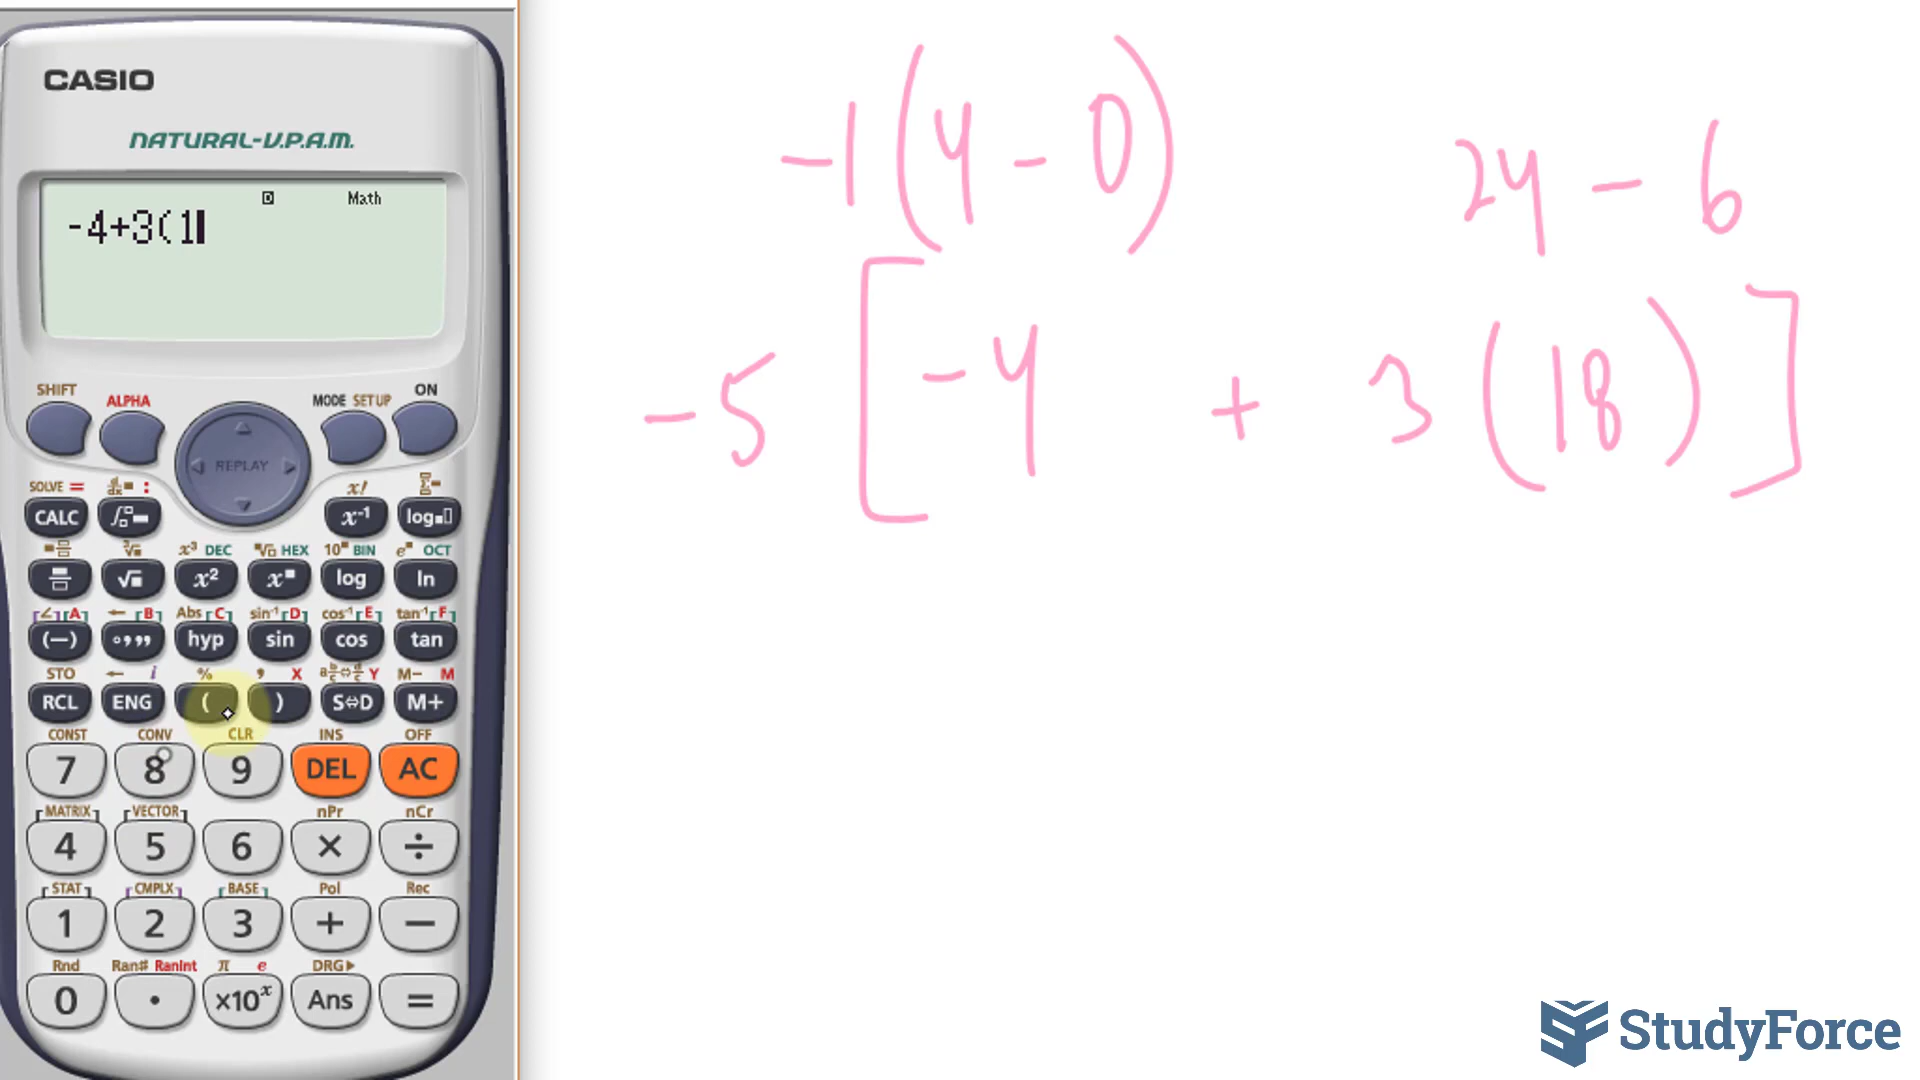 CASIO
NATURAL-V.P.A.M.
D Math
-4+3(1
SHIFT ALPHA MODE SETUP ON
REPLAY
SOLVE = d/dx : x! Σ
CALC ∫ x⁻¹ log
x³ DEC HEX 10 BIN e OCT
√ x² x log ln
∠ A ← B Abs C sin⁻¹ D cos⁻¹ E tan⁻¹ F
(−) hyp sin cos tan
STO ← i % , X Y M− M
RCL ENG ( ) S⇔D M+
CONST CONV CLR INS OFF
7 8 9 DEL AC
MATRIX VECTOR nPr nCr
4 5 6 × ÷
STAT CMPLX BASE Pol Rec
1 2 3 + −
Rnd Ran# RanInt π e DRG▶
0 . ×10ˣ Ans =
-1(4-0)
24-6
-5[-4 + 3(18)]
StudyForce